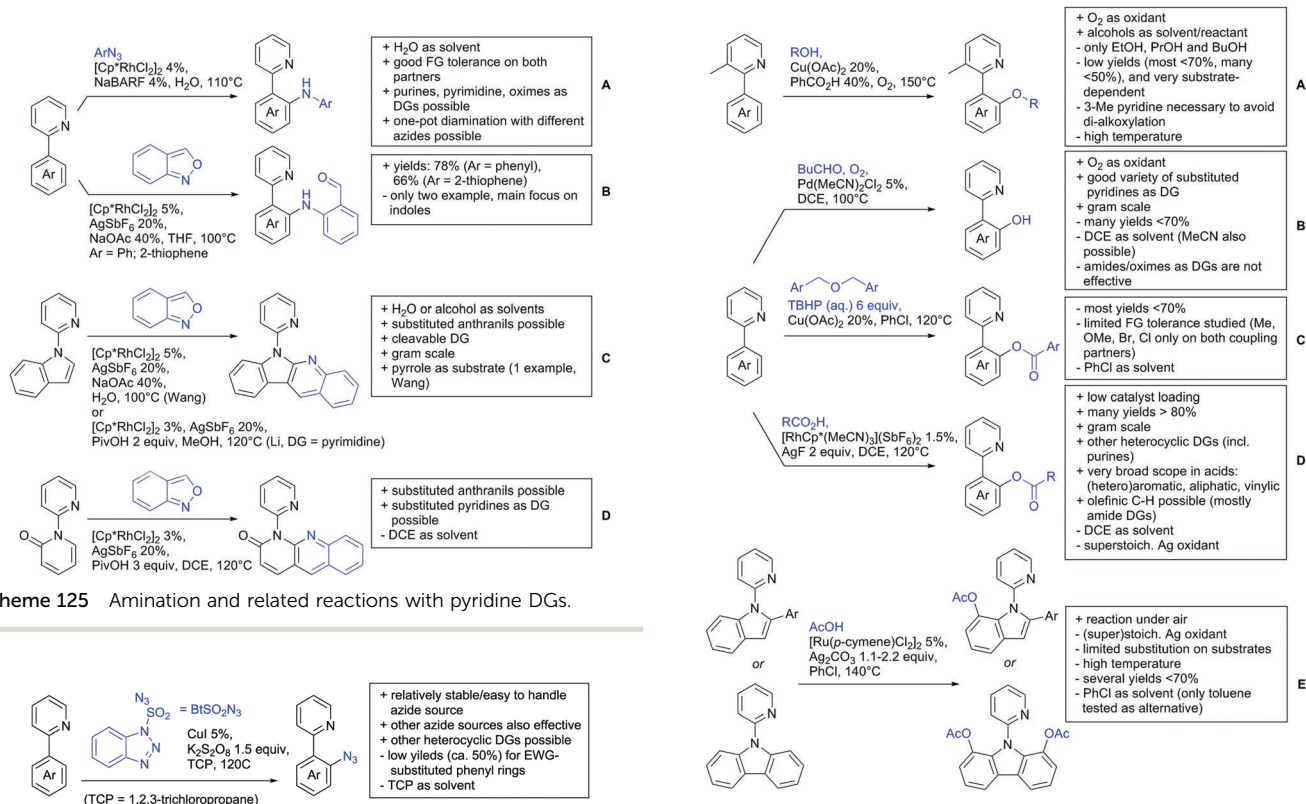 ArN3
[Cp*RhCl2]2 4%,
NaBARF 4%, H2O, 110°C
N
Ar
N
H
N
Ar
Ar
+ H2O as solvent
+ good FG tolerance on both
partners
+ purines, pyrimidine, oximes as
DGs possible
+ one-pot diamination with different
azides possible
A
O
N
[Cp*RhCl2]2 5%,
AgSbF6 20%,
NaOAc 40%, THF, 100°C
Ar = Ph; 2-thiophene
N
H
N
O
Ar
+ yields: 78% (Ar = phenyl),
66% (Ar = 2-thiophene)
- only two example, main focus on
indoles
B
N
N
O
N
[Cp*RhCl2]2 5%,
AgSbF6 20%,
NaOAc 40%,
H2O, 100°C (Wang)
or
[Cp*RhCl2]2 3%, AgSbF6 20%,
PivOH 2 equiv, MeOH, 120°C (Li, DG = pyrimidine)
N
N
N
+ H2O or alcohol as solvents
+ substituted anthranils possible
+ cleavable DG
+ gram scale
+ pyrrole as substrate (1 example,
Wang)
C
N
N
O
O
N
[Cp*RhCl2]2 3%,
AgSbF6 20%,
PivOH 3 equiv, DCE, 120°C
N
N
N
O
+ substituted anthranils possible
+ substituted pyridines as DG
possible
- DCE as solvent
D
heme 125 Amination and related reactions with pyridine DGs.
N
Ar
N3
SO2 = BtSO2N3
N
N
N
CuI 5%,
K2S2O8 1.5 equiv,
TCP, 120C
(TCP = 1,2,3-trichloropropane)
N
N3
Ar
+ relatively stable/easy to handle
azide source
+ other azide sources also effective
+ other heterocyclic DGs possible
- low yileds (ca. 50%) for EWG-
substituted phenyl rings
- TCP as solvent
N
Ar
ROH,
Cu(OAc)2 20%,
PhCO2H 40%, O2, 150°C
N
O
R
Ar
+ O2 as oxidant
+ alcohols as solvent/reactant
- only EtOH, PrOH and BuOH
- low yields (most <70%, many
<50%), and very substrate-
dependent
- 3-Me pyridine necessary to avoid
di-alkoxylation
- high temperature
A
BuCHO, O2,
Pd(MeCN)2Cl2 5%,
DCE, 100°C
N
OH
Ar
+ O2 as oxidant
+ good variety of substituted
pyridines as DG
+ gram scale
- many yields <70%
- DCE as solvent (MeCN also
possible)
- amides/oximes as DGs are not
effective
B
N
Ar
Ar O Ar
TBHP (aq.) 6 equiv,
Cu(OAc)2 20%, PhCl, 120°C
N
O
Ar
O
Ar
- most yields <70%
- limited FG tolerance studied (Me,
OMe, Br, Cl only on both coupling
partners)
- PhCl as solvent
C
RCO2H,
[RhCp*(MeCN)3](SbF6)2 1.5%,
AgF 2 equiv, DCE, 120°C
N
O
R
O
Ar
+ low catalyst loading
+ many yields > 80%
+ gram scale
+ other heterocyclic DGs (incl.
purines)
+ very broad scope in acids:
(hetero)aromatic, aliphatic, vinylic
+ olefinic C-H possible (mostly
amide DGs)
- DCE as solvent
- superstoich. Ag oxidant
D
N
N
Ar
or
N
N
AcOH
[Ru(p-cymene)Cl2]2 5%,
Ag2CO3 1.1-2.2 equiv,
PhCl, 140°C
AcO
N
N
Ar
or
N
AcO
N
OAc
+ reaction under air
- (super)stoich. Ag oxidant
- limited substitution on substrates
- high temperature
- several yields <70%
- PhCl as solvent (only toluene
tested as alternative)
E